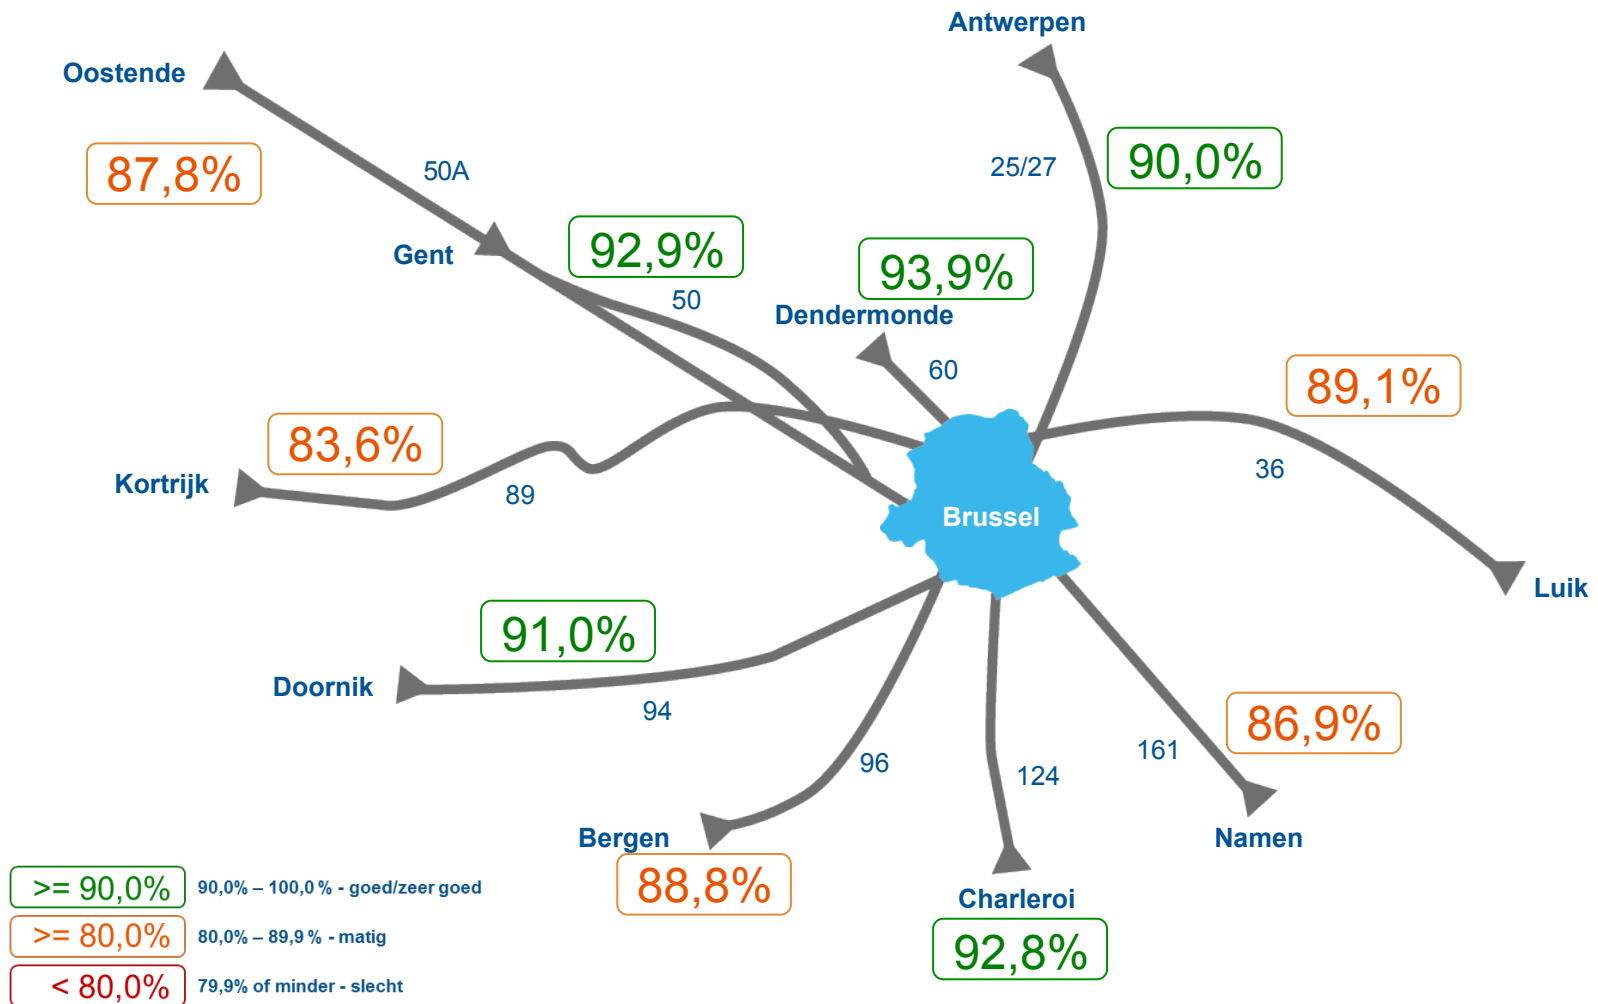 Antwerpen
Oostende
87,8%
50A
25/27
90,0%
Gent
92,9%
50
93,9%
Dendermonde
60
89,1%
36
83,6%
Kortrijk
89
Brussel
Luik
91,0%
Doornik
94
86,9%
161
96
124
Bergen
88,8%
Namen
Charleroi
92,8%
>= 90,0% 90,0% – 100,0 % - goed/zeer goed
>= 80,0% 80,0% – 89,9 % - matig
< 80,0% 79,9% of minder - slecht